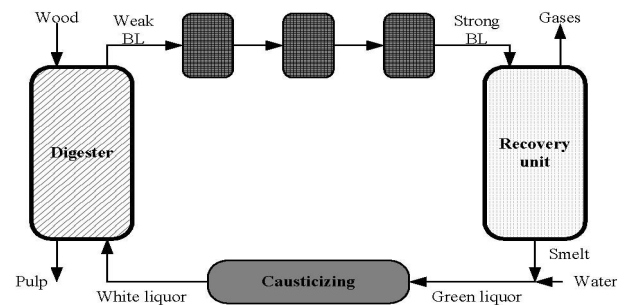 Wood
Weak
BL
Strong
BL
Gases
Digester
Recovery
unit
Smelt
Pulp
White liquor
Causticizing
Green liquor
Water